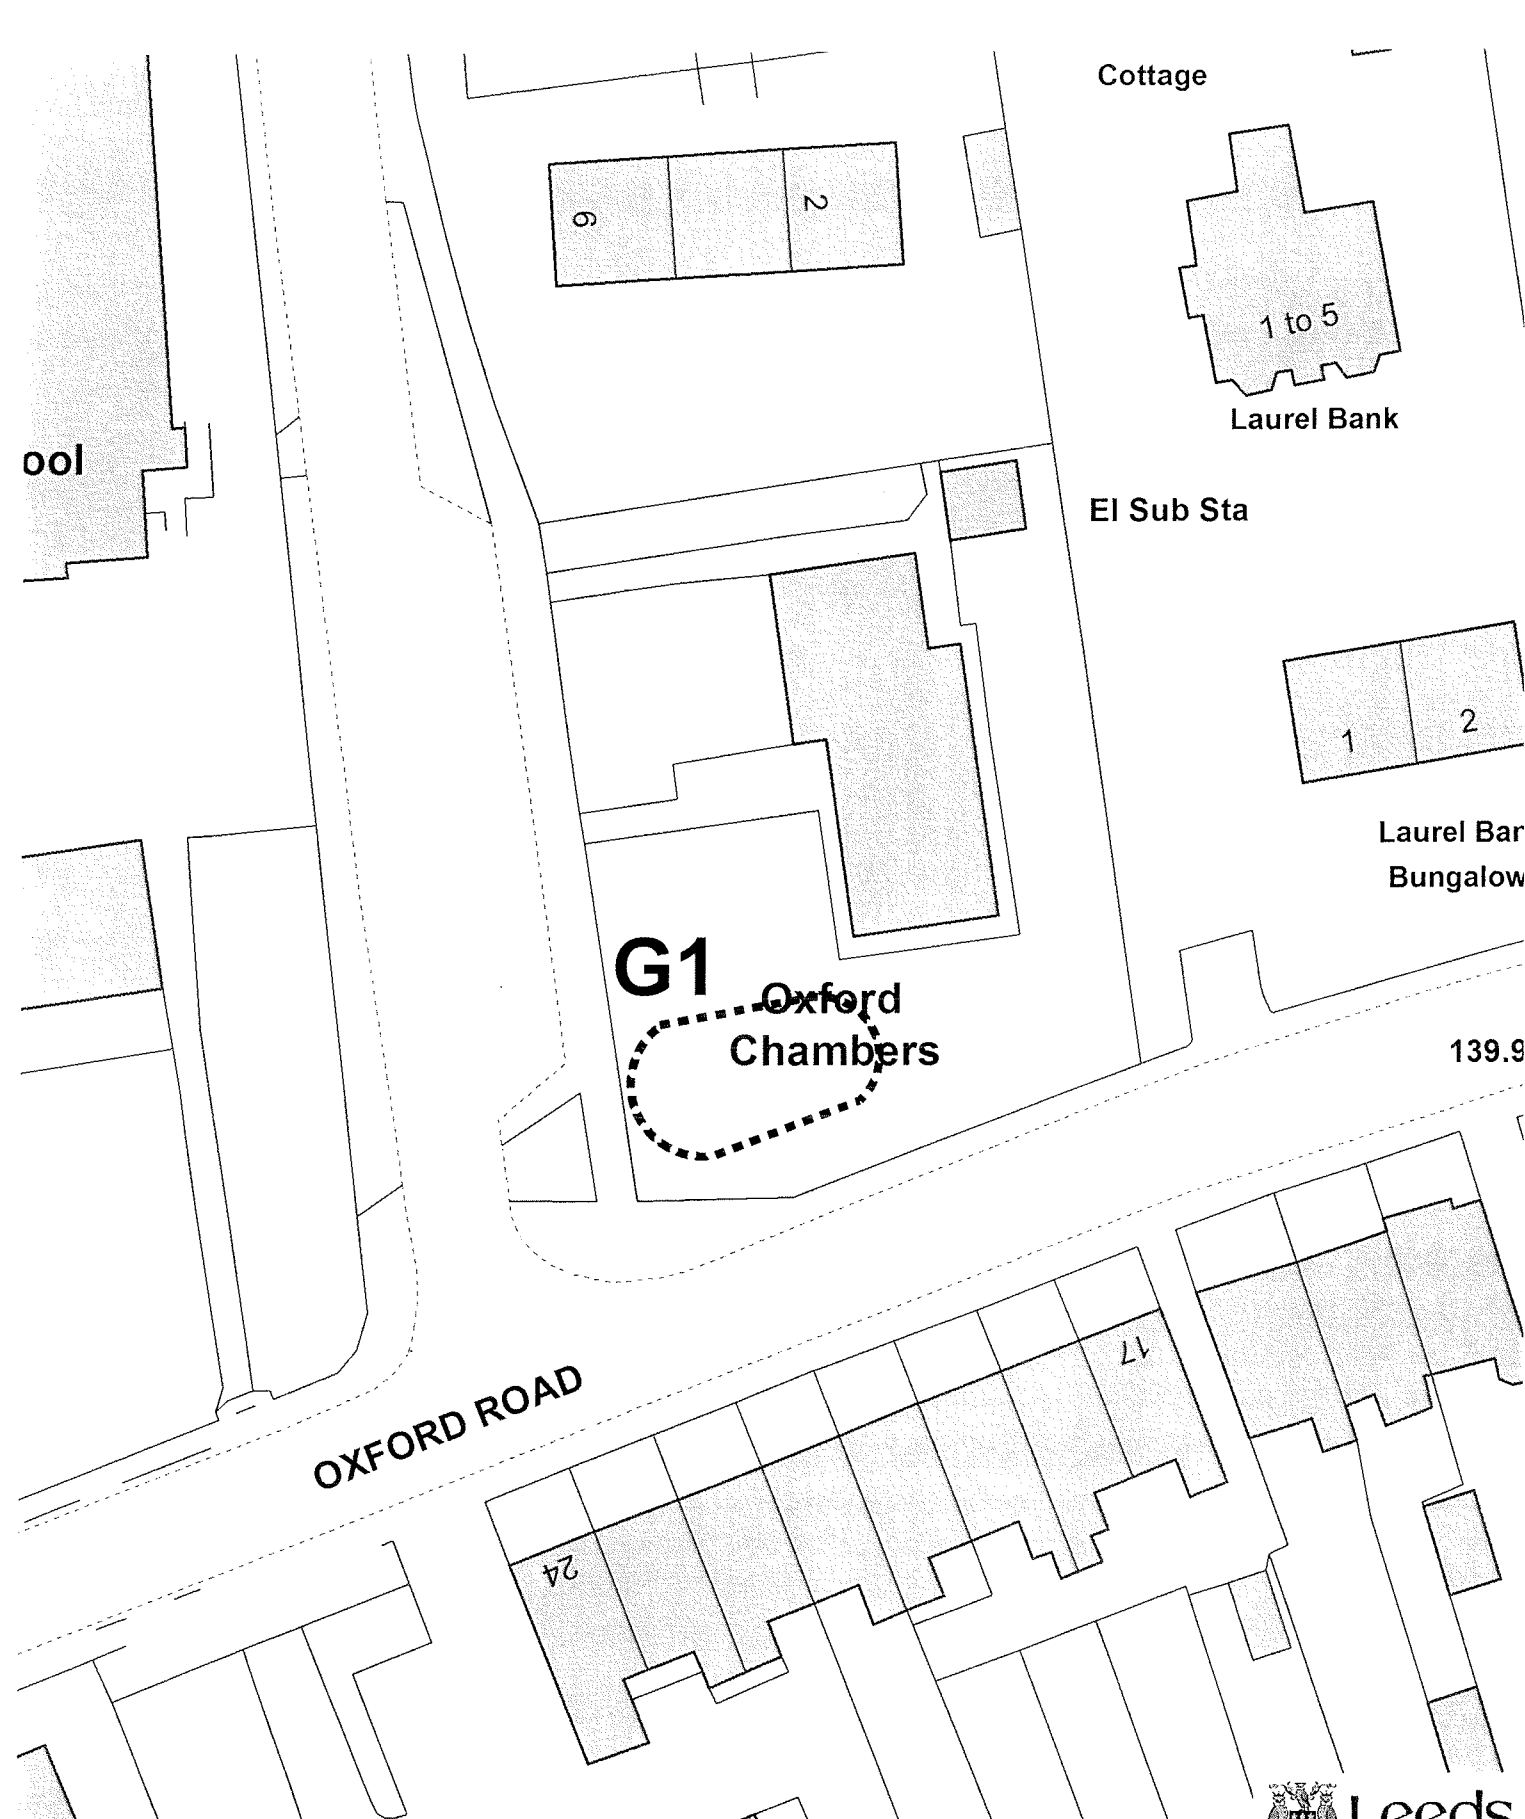 Cottage
6
2
1 to 5
Laurel Bank
ool
El Sub Sta
1
2
Laurel Ban
Bungalow
G1
Oxford
Chambers
139.9
17
OXFORD ROAD
24
Leeds